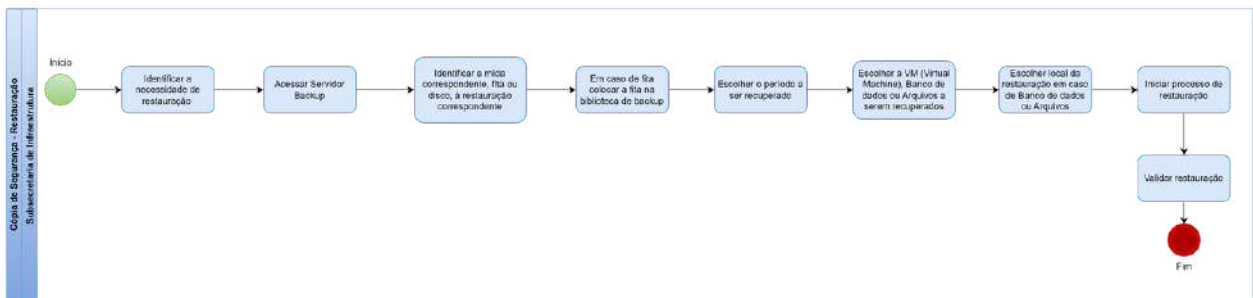 Cópia de Segurança - Restauração
Subsecretaria de Infraestrutura
Início
Identificar a
necessidade de
restauração
Acessar Servidor
Backup
Identificar a mídia
correspondente, fita ou
disco, à restauração
correspondente
Em caso de fita
colocar a fita na
biblioteca de backup
Escolher o período a
ser recuperado
Escolher a VM (Virtual
Machine), Banco de
dados ou Arquivos a
serem recuperados
Escolher local da
restauração em caso
de Banco de dados
ou Arquivos
Iniciar processo de
restauração
Validar restauração
Fim